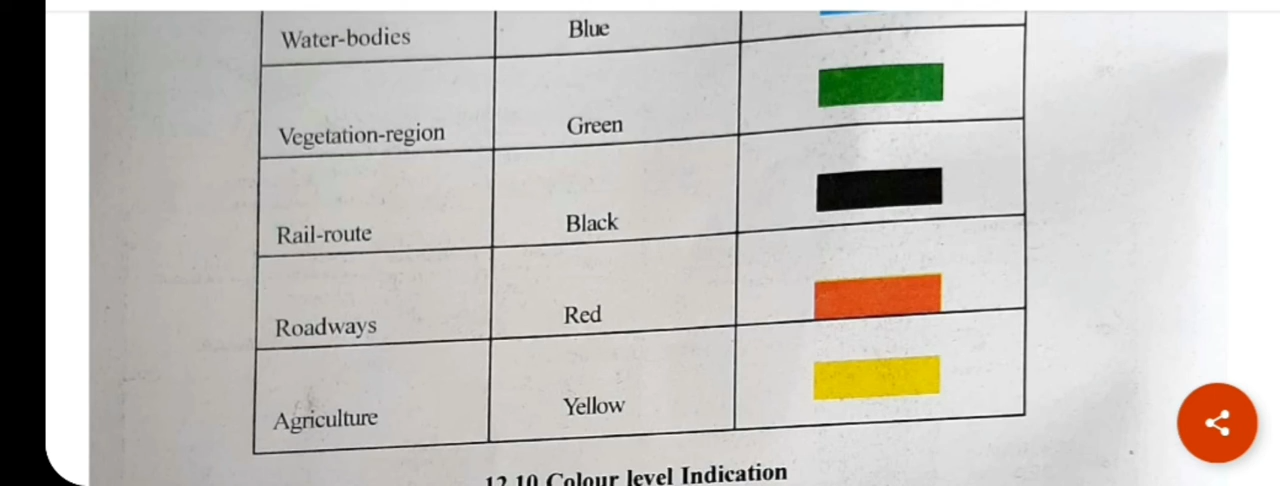 Water-bodies Blue
Vegetation-region Green
Rail-route Black
Roadways Red
Agriculture Yellow
12.10 Colour level Indication